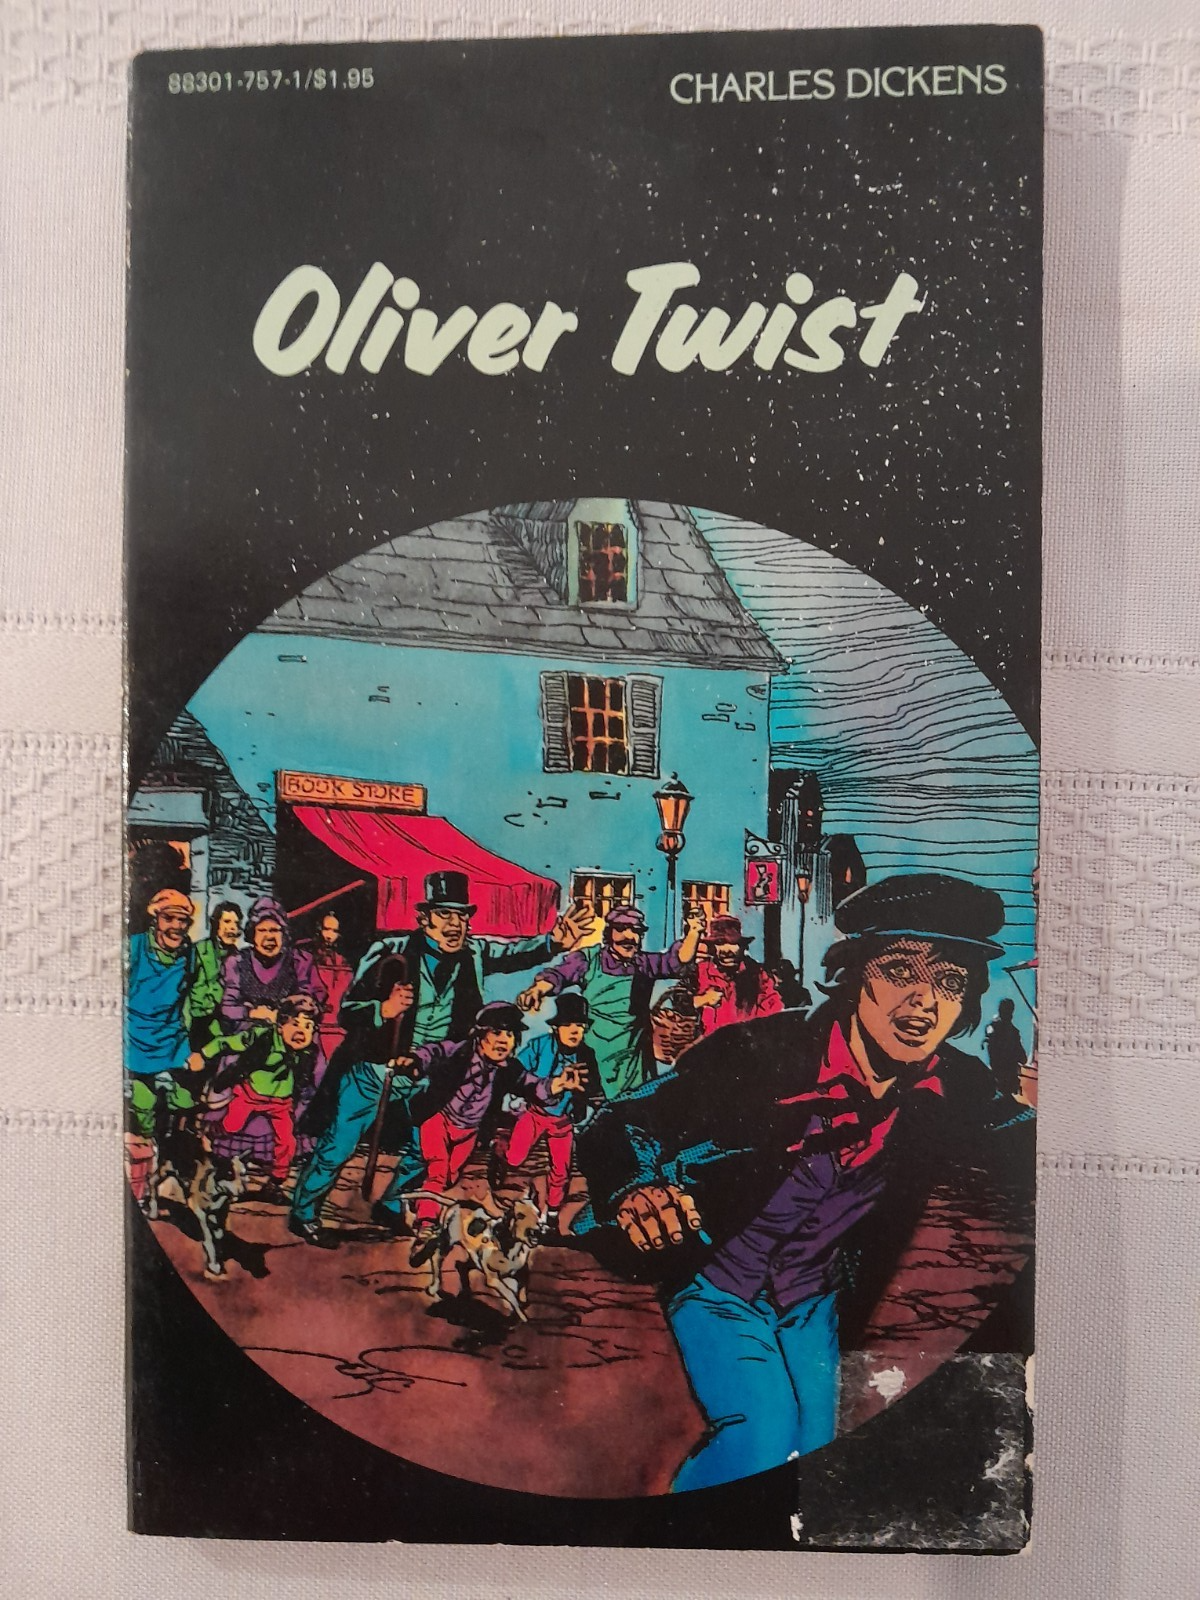 88301-757-1/$1.95
CHARLES DICKENS
Oliver Twist
BOOK STORE